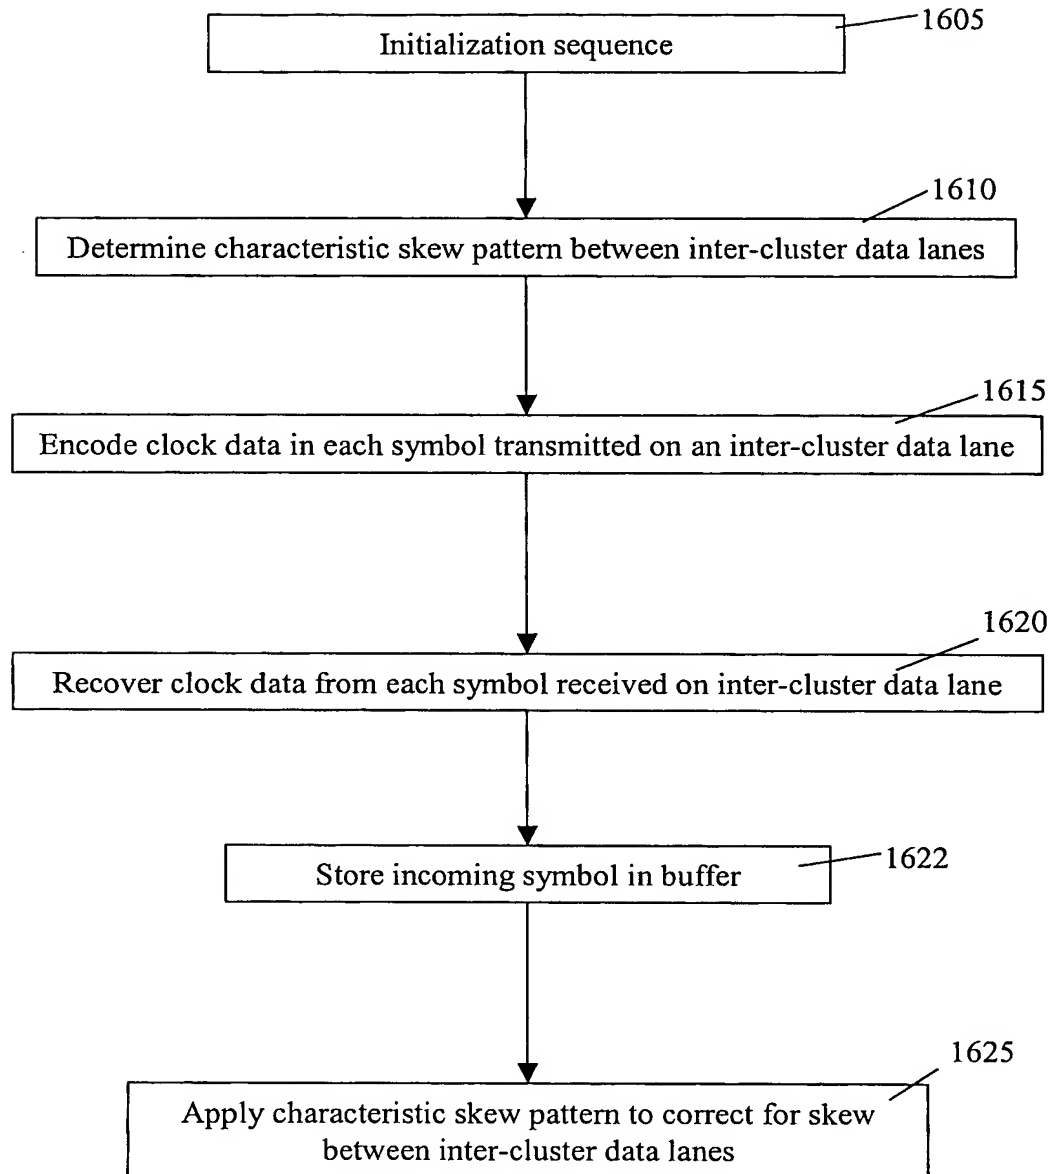 1605
Initialization sequence
1610
Determine characteristic skew pattern between inter-cluster data lanes
1615
Encode clock data in each symbol transmitted on an inter-cluster data lane
1620
Recover clock data from each symbol received on inter-cluster data lane
1622
Store incoming symbol in buffer
1625
Apply characteristic skew pattern to correct for skew
between inter-cluster data lanes